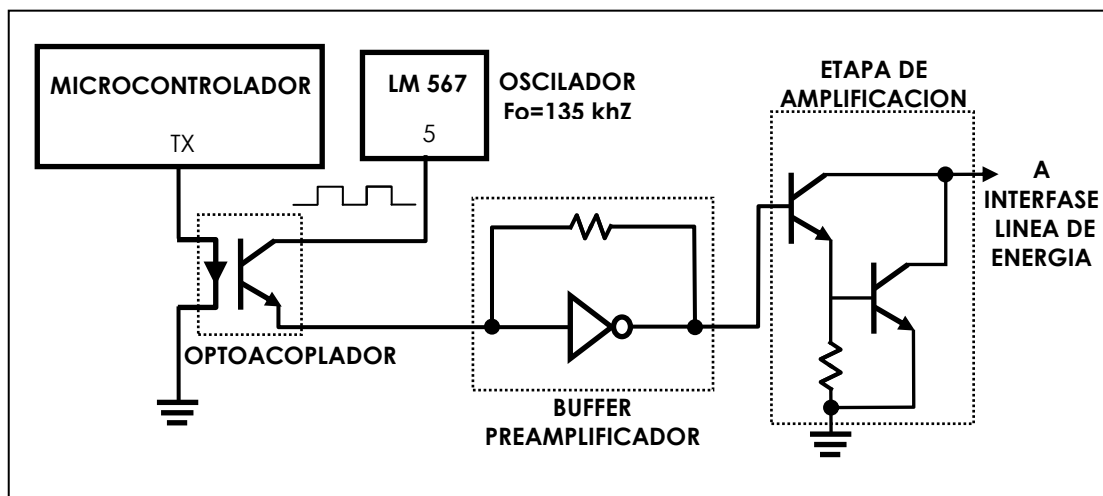 MICROCONTROLADOR
TX
LM 567
5
OSCILADOR
Fo=135 khZ
ETAPA DE
AMPLIFICACION
A
INTERFASE
LINEA DE
ENERGIA
OPTOACOPLADOR
BUFFER
PREAMPLIFICADOR